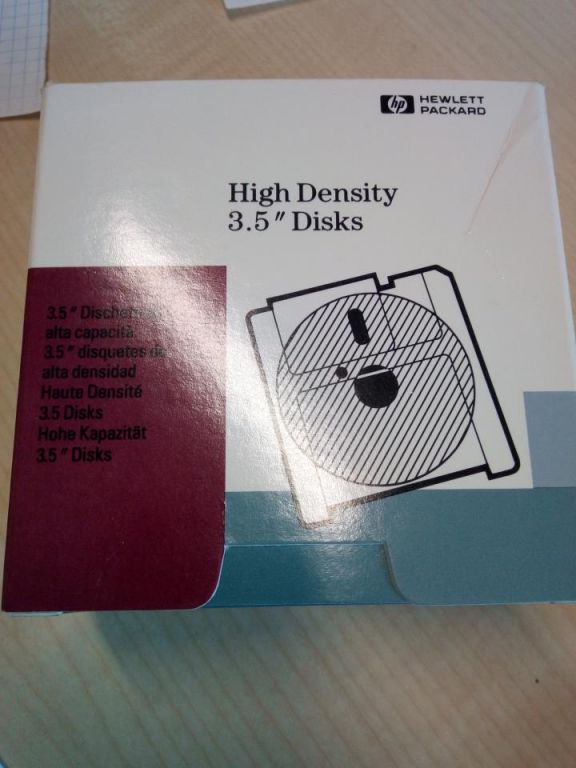 hp HEWLETT
PACKARD
High Density
3.5" Disks
3.5"
alta capacità
3.5" disquetes de
alta densidad
Haute Densité
3.5 Disks
Hohe Kapazität
3.5" Disks